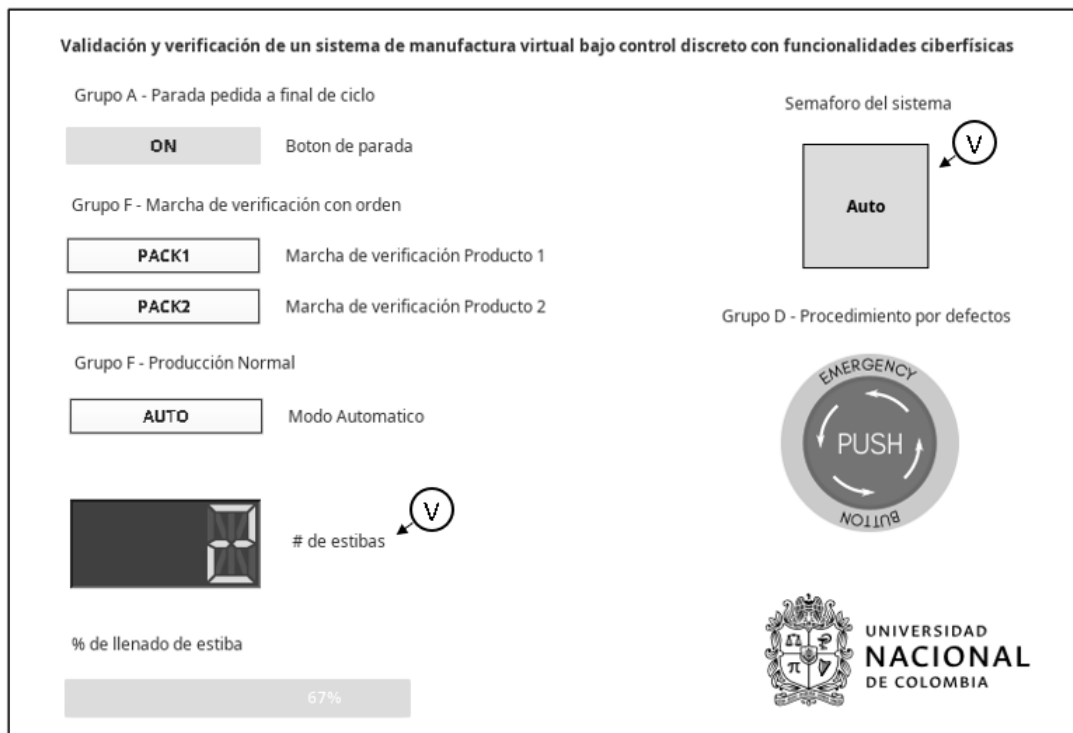 Validación y verificación de un sistema de manufactura virtual bajo control discreto con funcionalidades ciberfísicas
Grupo A - Parada pedida a final de ciclo
ON
Boton de parada
Grupo F - Marcha de verificación con orden
PACK1
Marcha de verificación Producto 1
PACK2
Marcha de verificación Producto 2
Grupo F - Producción Normal
AUTO
Modo Automatico
2
# de estibas
V
% de llenado de estiba
67%
Semaforo del sistema
V
Auto
Grupo D - Procedimiento por defectos
EMERGENCY
PUSH
BUTTON
π
UNIVERSIDAD
NACIONAL
DE COLOMBIA